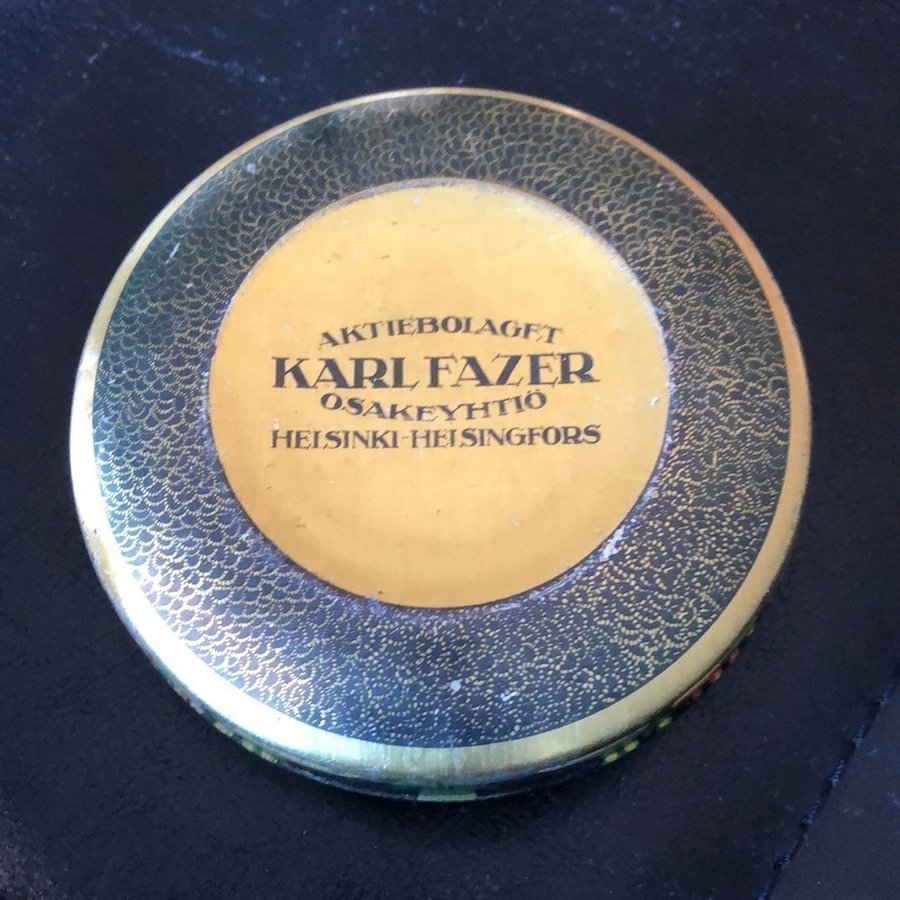 AKTIEBOLAGET
KARL FAZER
OSAKEYHTIÖ
HELSINKI-HELSINGFORS